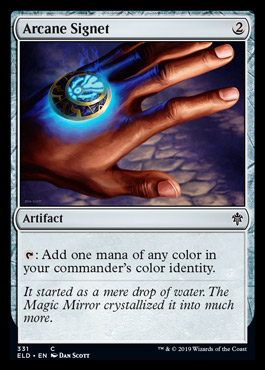 Arcane Signet 2
Artifact
: Add one mana of any color in
your commander's color identity.
It started as a mere drop of water. The
Magic Mirror crystallized it into much
more.
331 C
ELD • EN Dan Scott
™ & © 2019 Wizards of the Coast